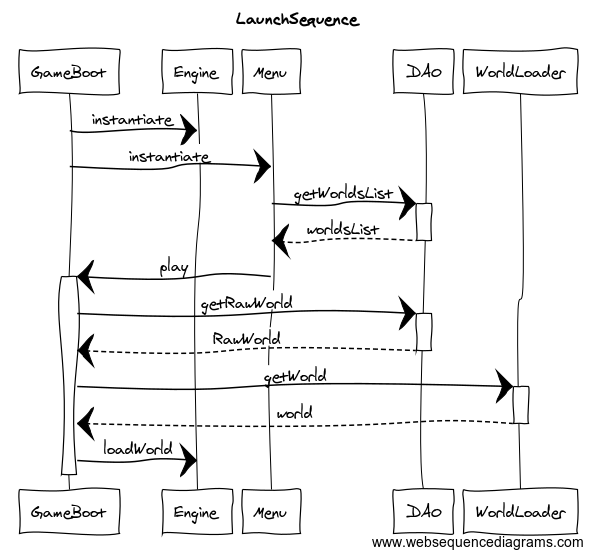 LaunchSequence
GameBoot
Engine
Menu
DAO
WorldLoader
instantiate
instantiate
getWorldsList
worldsList
play
getRawWorld
RawWorld
getWorld
world
loadWorld
GameBoot
Engine
Menu
DAO
WorldLoader
www.websequencediagrams.com